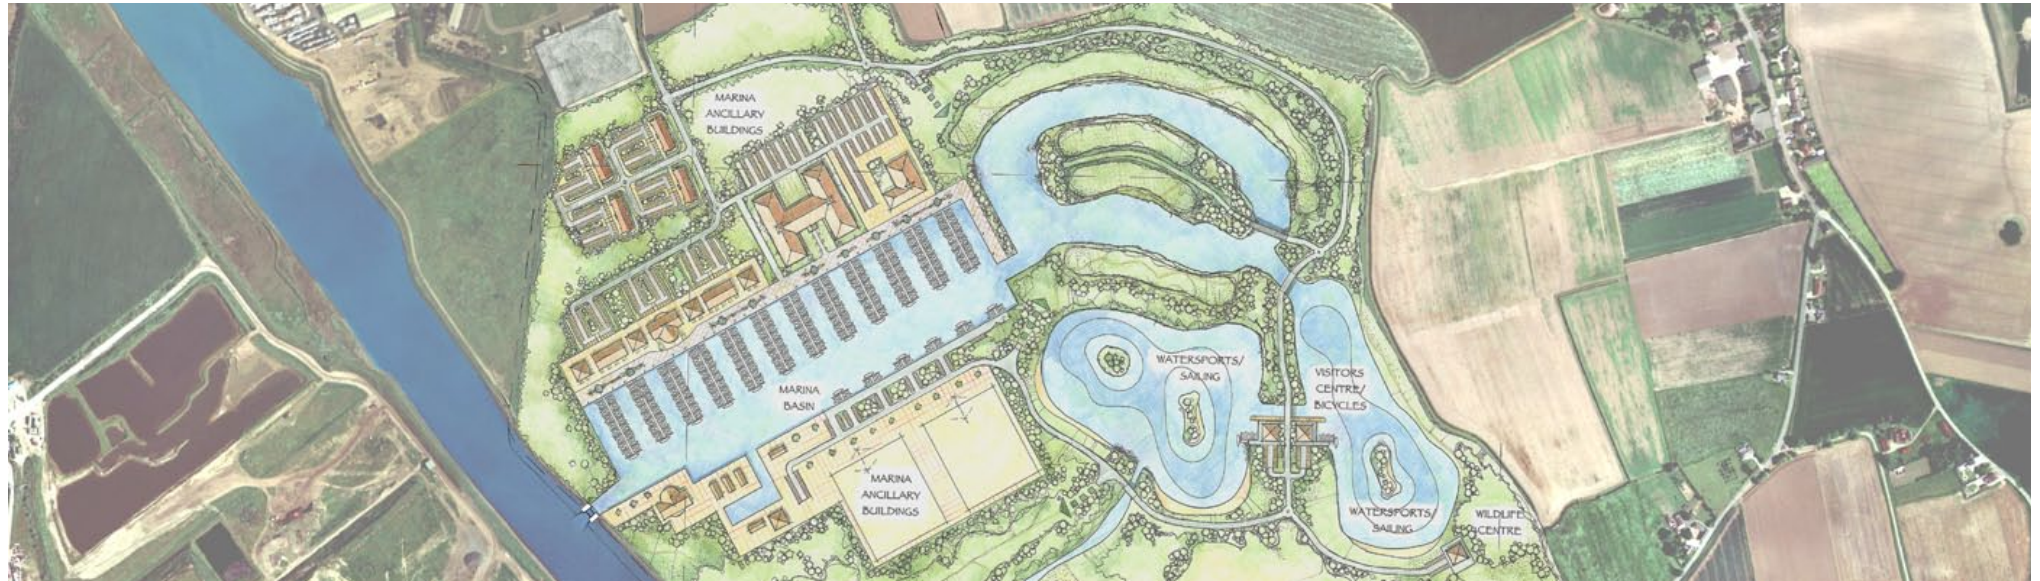 MARINA
ANCILLARY
BUILDINGS
MARINA
BASIN
MARINA
ANCILLARY
BUILDINGS
WATERSPORTS/
SAILING
VISITORS
CENTRE/
BICYCLES
WATERSPORTS/
SAILING
WILDLIFE
CENTRE